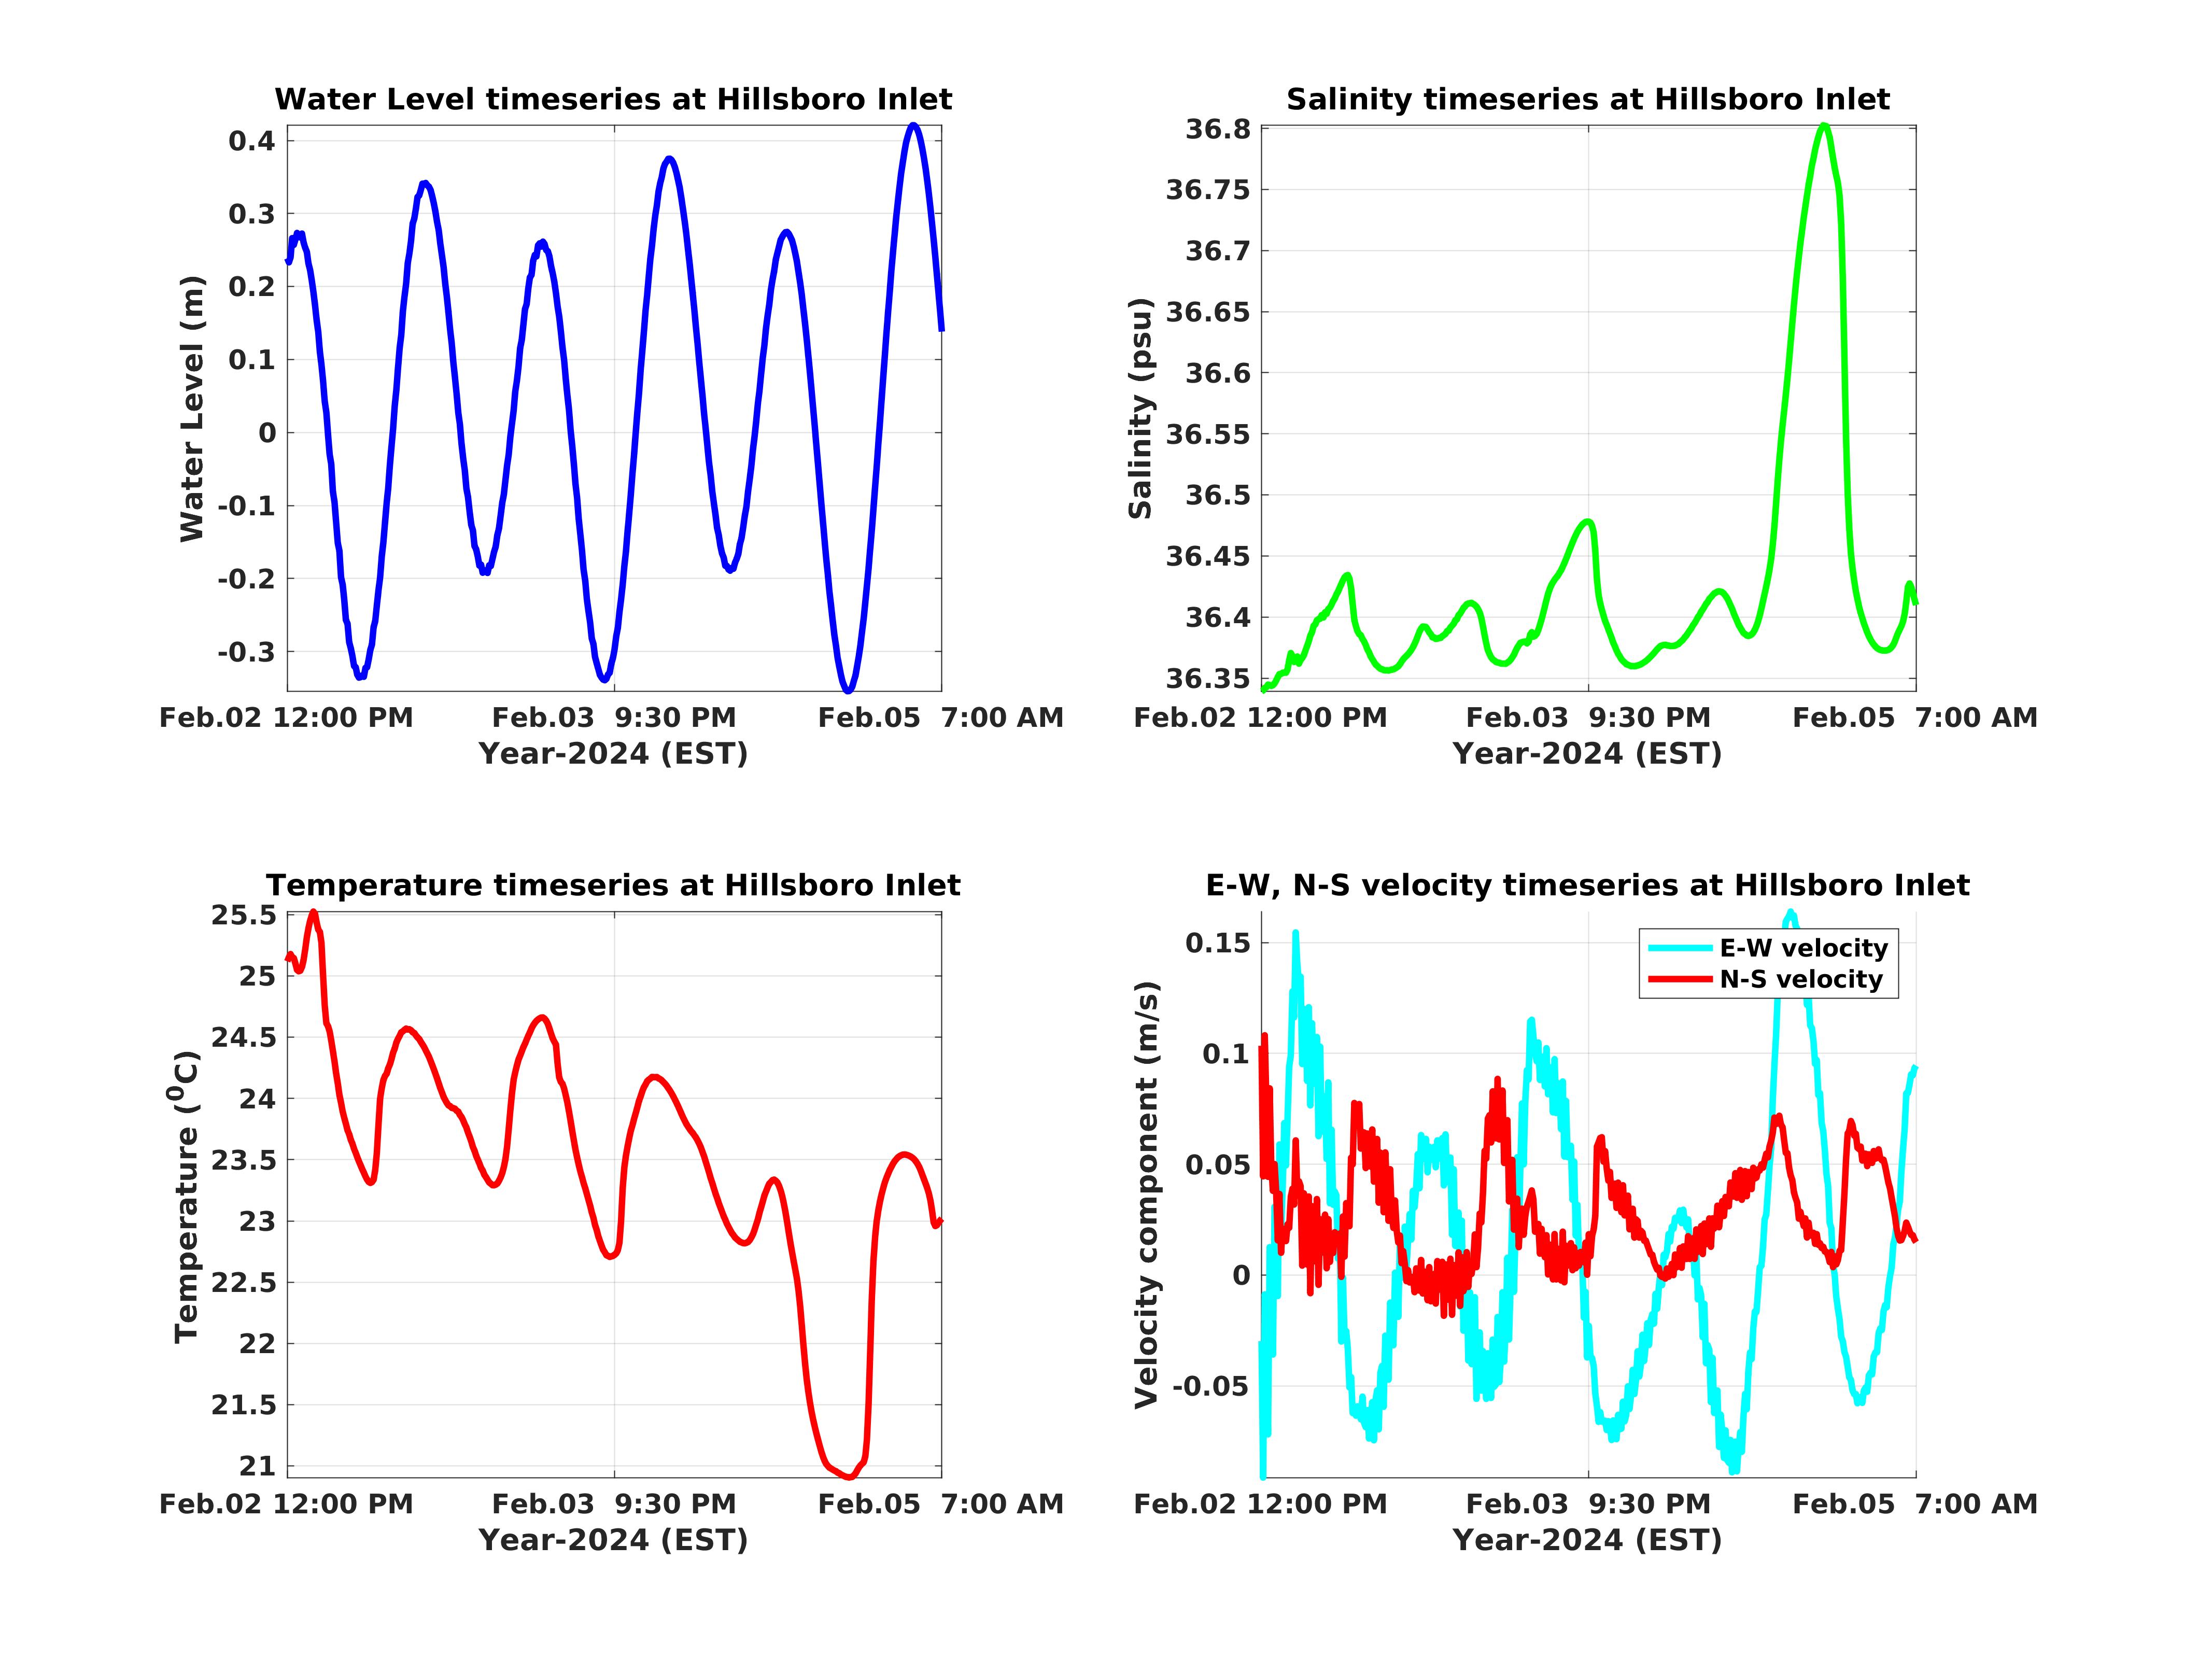 Water Level timeseries at Hillsboro Inlet
0.4
0.3
0.2
0.1
0
-0.1
-0.2
-0.3
Water Level (m)
Feb.02 12:00 PM Feb.03 9:30 PM Feb.05 7:00 AM
Year-2024 (EST)
Salinity timeseries at Hillsboro Inlet
36.8
36.75
36.7
36.65
36.6
36.55
36.5
36.45
36.4
36.35
Salinity (psu)
Feb.02 12:00 PM Feb.03 9:30 PM Feb.05 7:00 AM
Year-2024 (EST)
Temperature timeseries at Hillsboro Inlet
25.5
25
24.5
24
23.5
23
22.5
22
21.5
21
Temperature (⁰C)
Feb.02 12:00 PM Feb.03 9:30 PM Feb.05 7:00 AM
Year-2024 (EST)
E-W, N-S velocity timeseries at Hillsboro Inlet
0.15
0.1
0.05
0
-0.05
Velocity component (m/s)
E-W velocity
N-S velocity
Feb.02 12:00 PM Feb.03 9:30 PM Feb.05 7:00 AM
Year-2024 (EST)